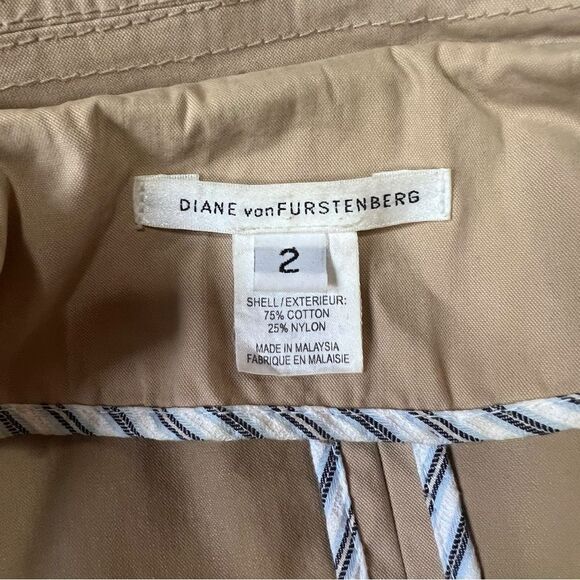 DIANE vonFURSTENBERG
2
SHELL/EXTERIEUR:
75% COTTON
25% NYLON
MADE IN MALAYSIA
FABRIQUE EN MALAISIE